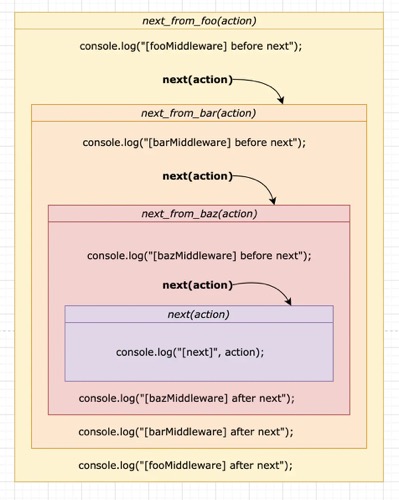 next_from_foo(action)
console.log("[fooMiddleware] before next");
next(action)
next_from_bar(action)
console.log("[barMiddleware] before next");
next(action)
next_from_baz(action)
console.log("[bazMiddleware] before next");
next(action)
next(action)
console.log("[next]", action);
console.log("[bazMiddleware] after next");
console.log("[barMiddleware] after next");
console.log("[fooMiddleware] after next");